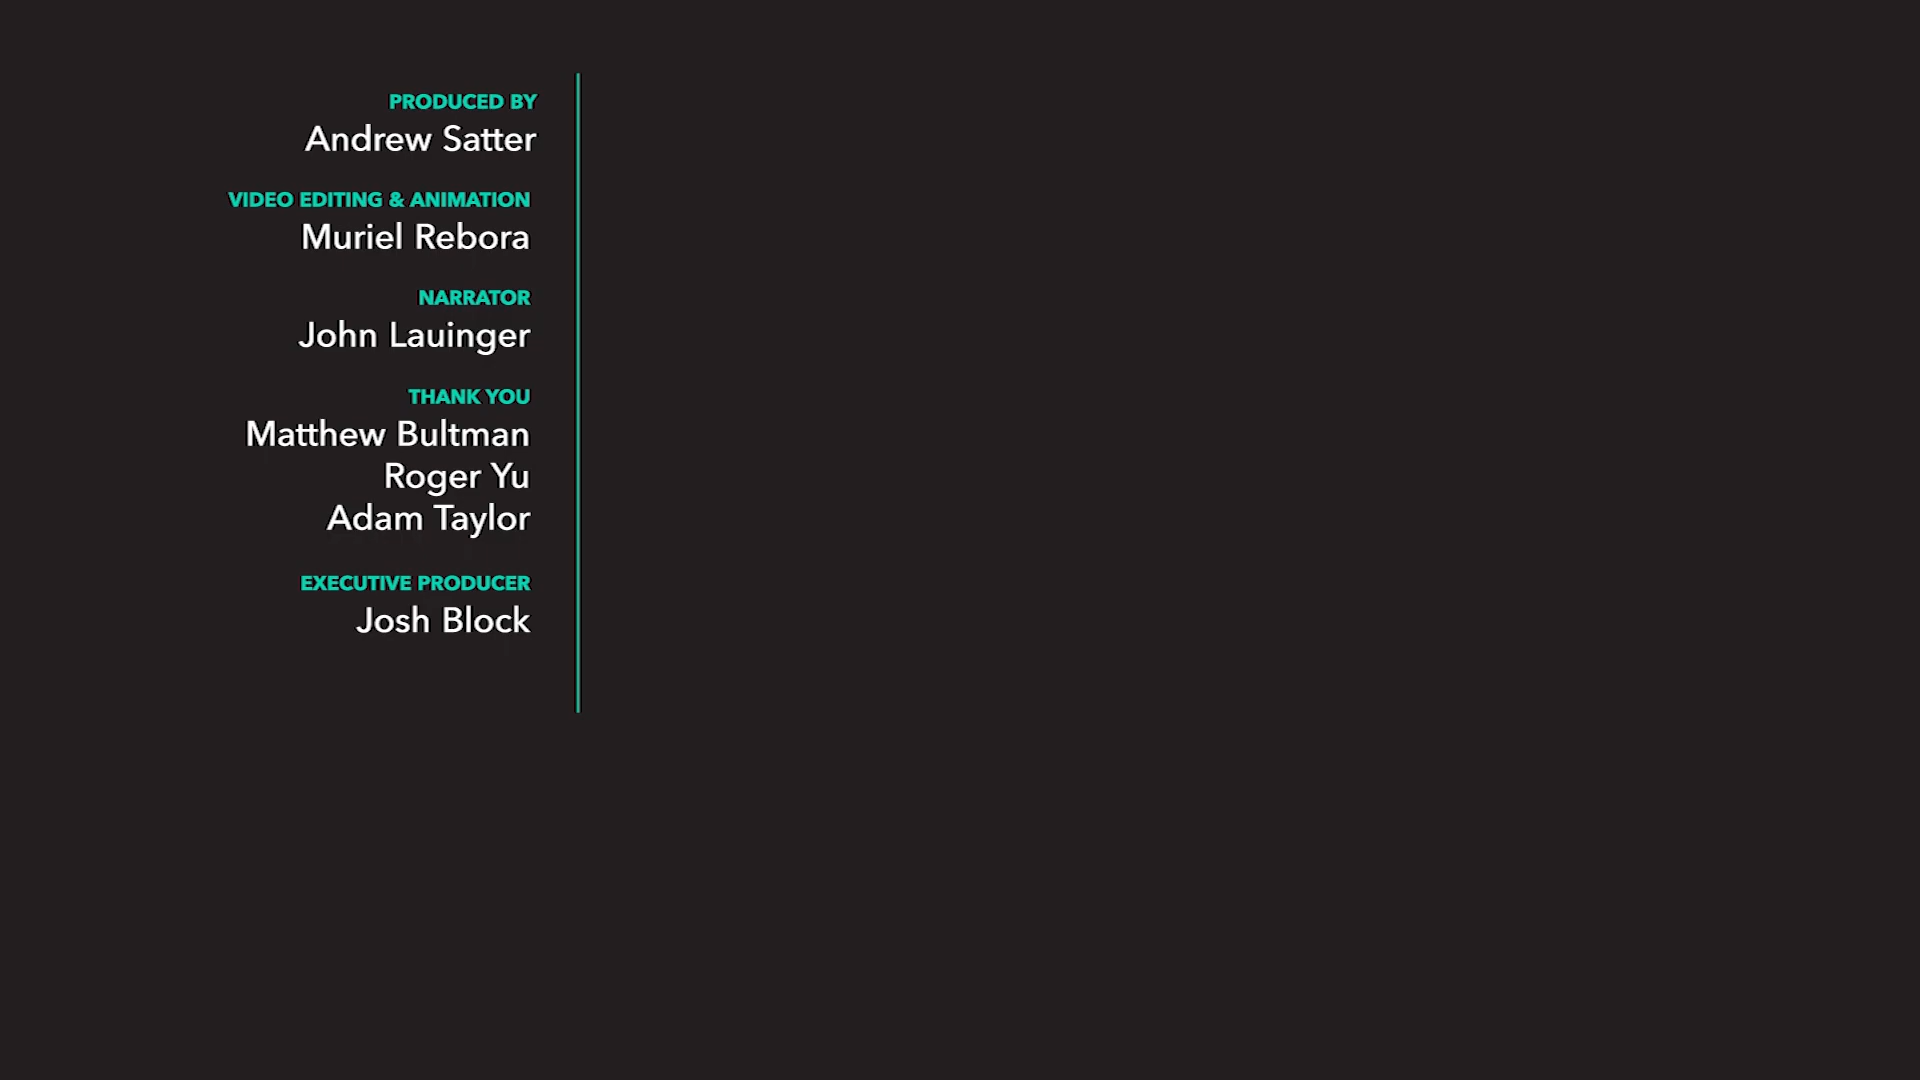 PRODUCED BY
Andrew Satter
VIDEO EDITING & ANIMATION
Muriel Rebora
NARRATOR
John Lauinger
THANK YOU
Matthew Bultman
Roger Yu
Adam Taylor
EXECUTIVE PRODUCER
Josh Block